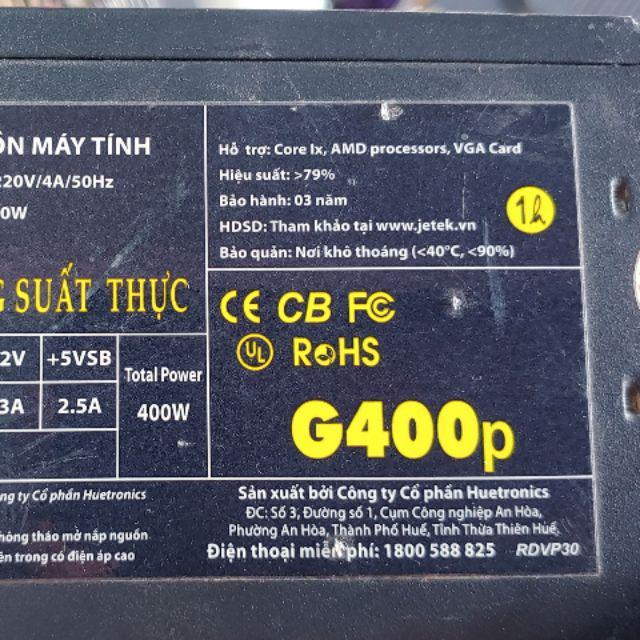 ÔN MÁY TÍNH
220V/4A/50Hz
0W
G SUẤT THỰC
2V +5VSB Total Power
3A 2.5A 400W
Hỗ trợ: Core Ix, AMD processors, VGA Card
Hiệu suất: >79%
Bảo hành: 03 năm
HDSD: Tham khảo tại www.jetek.vn
Bảo quản: Nơi khô thoáng (<40°C, <90%)
1h
CE CB FC
UL RoHS
G400p
ng ty Cổ phần Huetronics
hông tháo mở nắp nguồn
ên trong có điện áp cao
Sản xuất bởi Công ty Cổ phần Huetronics
ĐC: Số 3, Đường số 1, Cụm Công nghiệp An Hòa,
Phường An Hòa, Thành Phố Huế, Tỉnh Thừa Thiên Huế.
Điện thoại miễn phí: 1800 588 825 RDVP30